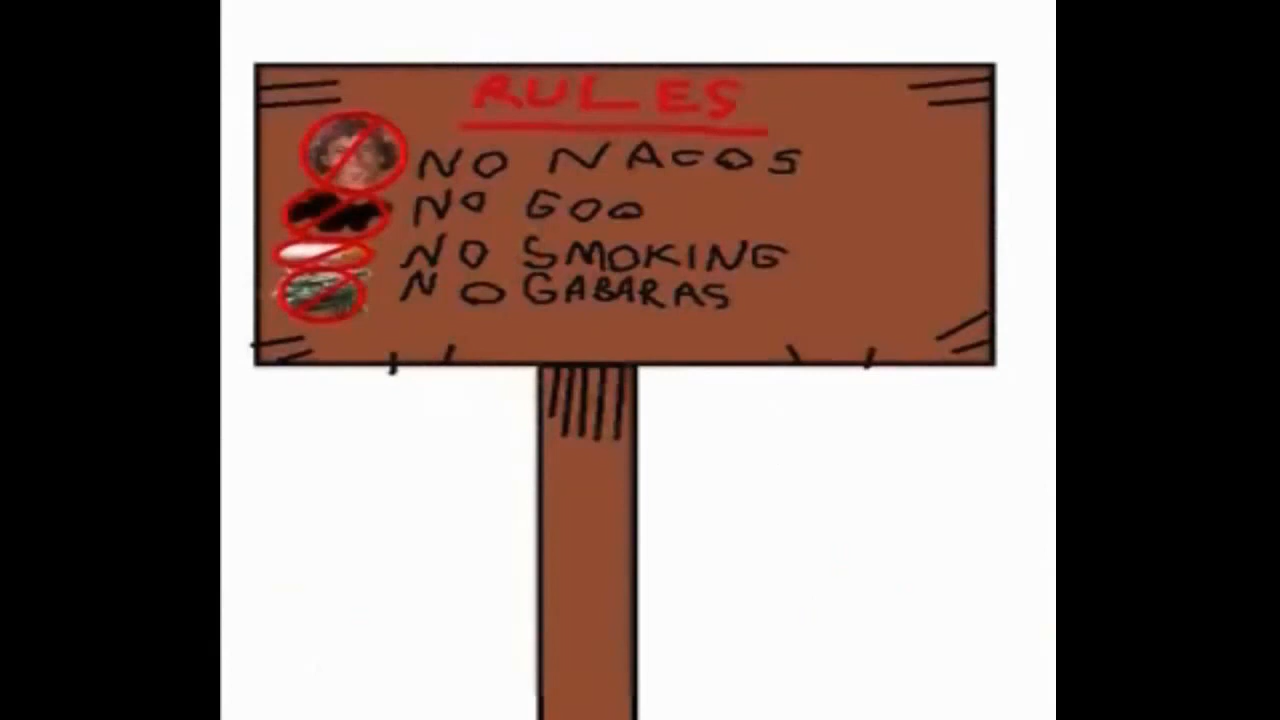 RULES
NO NACOS
NO GOO
NO SMOKING
NO GABARAS